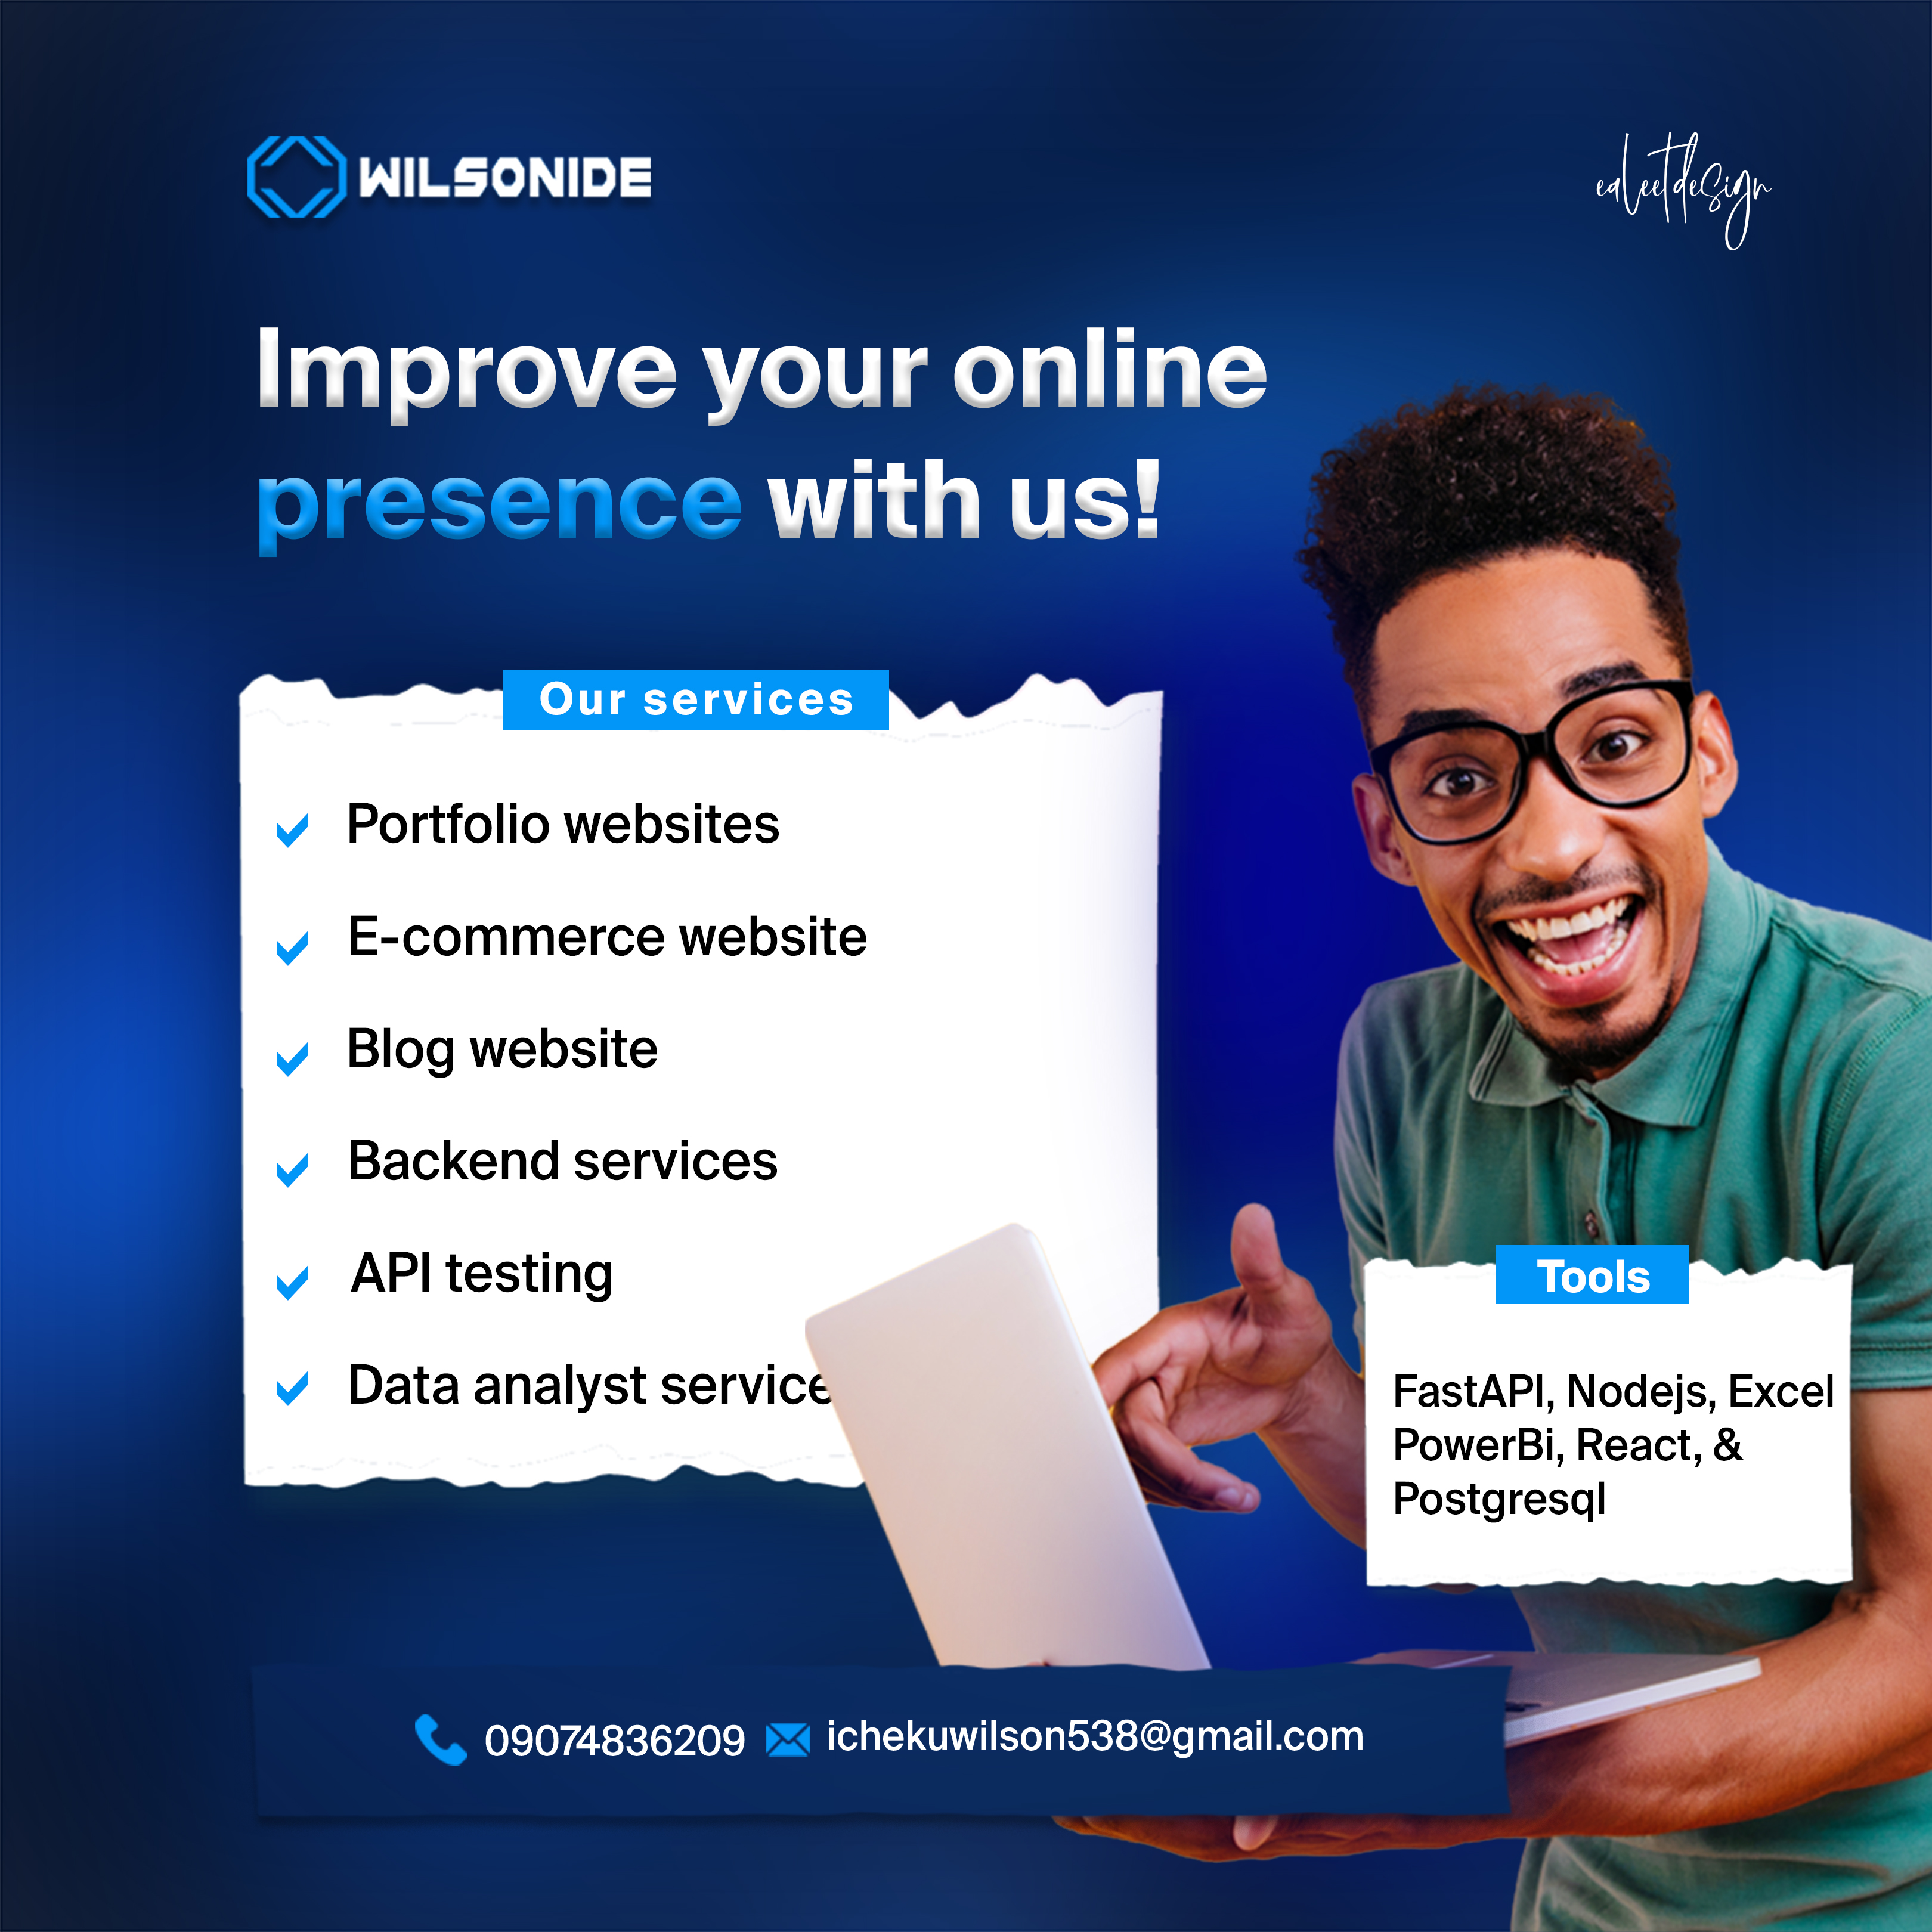 WILSONIDE
ealeetdesign
Improve your online
presence with us!
Our services
Portfolio websites
E-commerce website
Blog website
Backend services
API testing
Data analyst service
Tools
FastAPI, Nodejs, Excel
PowerBi, React, &
Postgresql
09074836209
ichekuwilson538@gmail.com